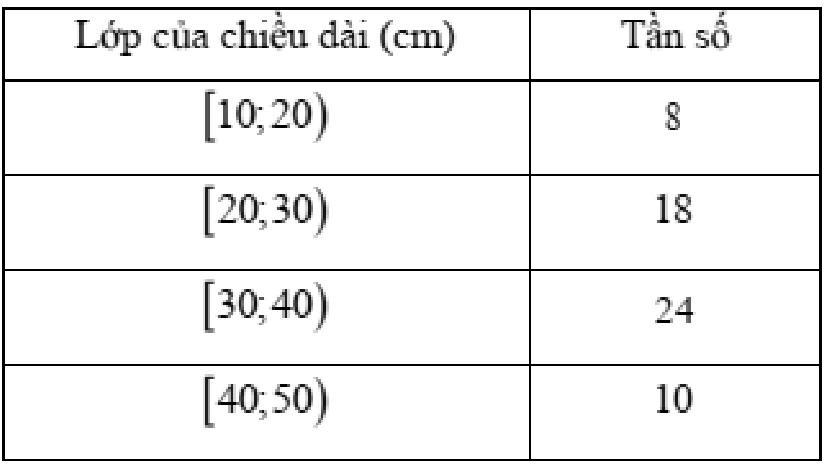 Lớp của chiều dài (cm) Tần số
[10;20) 8
[20;30) 18
[30;40) 24
[40;50) 10